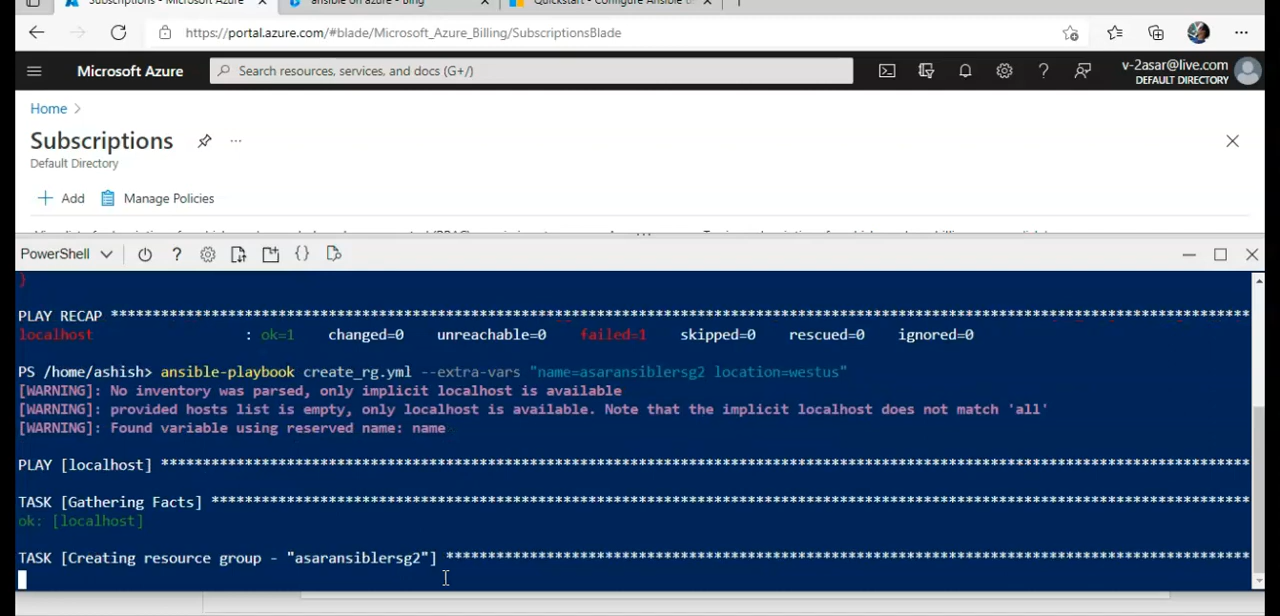 Subscriptions - Microsoft Azure
ansible on azure - Bing
Quickstart - Configure Ansible
https://portal.azure.com/#blade/Microsoft_Azure_Billing/SubscriptionsBlade
Microsoft Azure
Search resources, services, and docs (G+/)
v-2asar@live.com
DEFAULT DIRECTORY
Home >
Subscriptions
Default Directory
Add
Manage Policies
PowerShell
}
PLAY RECAP ****************************************************************************************************************************************
localhost : ok=1 changed=0 unreachable=0 failed=1 skipped=0 rescued=0 ignored=0
PS /home/ashish> ansible-playbook create_rg.yml --extra-vars "name=asaransiblersg2 location=westus"
[WARNING]: No inventory was parsed, only implicit localhost is available
[WARNING]: provided hosts list is empty, only localhost is available. Note that the implicit localhost does not match 'all'
[WARNING]: Found variable using reserved name: name
PLAY [localhost] **********************************************************************************************************************************
TASK [Gathering Facts] ****************************************************************************************************************************
ok: [localhost]
TASK [Creating resource group - "asaransiblersg2"] ************************************************************************************************